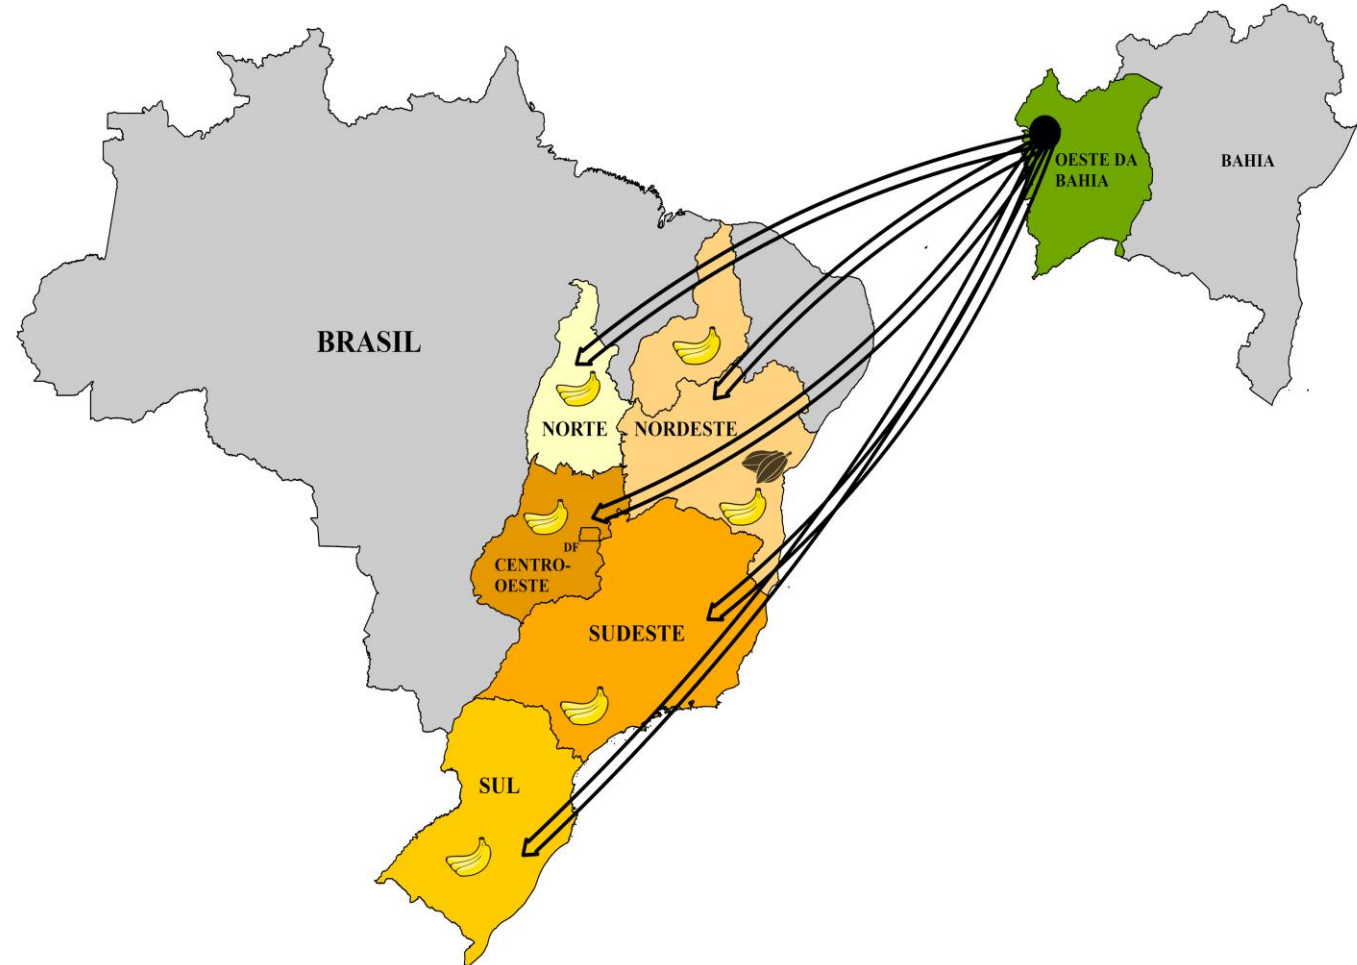 OESTE DA
BAHIA
BAHIA
BRASIL
NORTE
NORDESTE
DF
CENTRO-
OESTE
SUDESTE
SUL